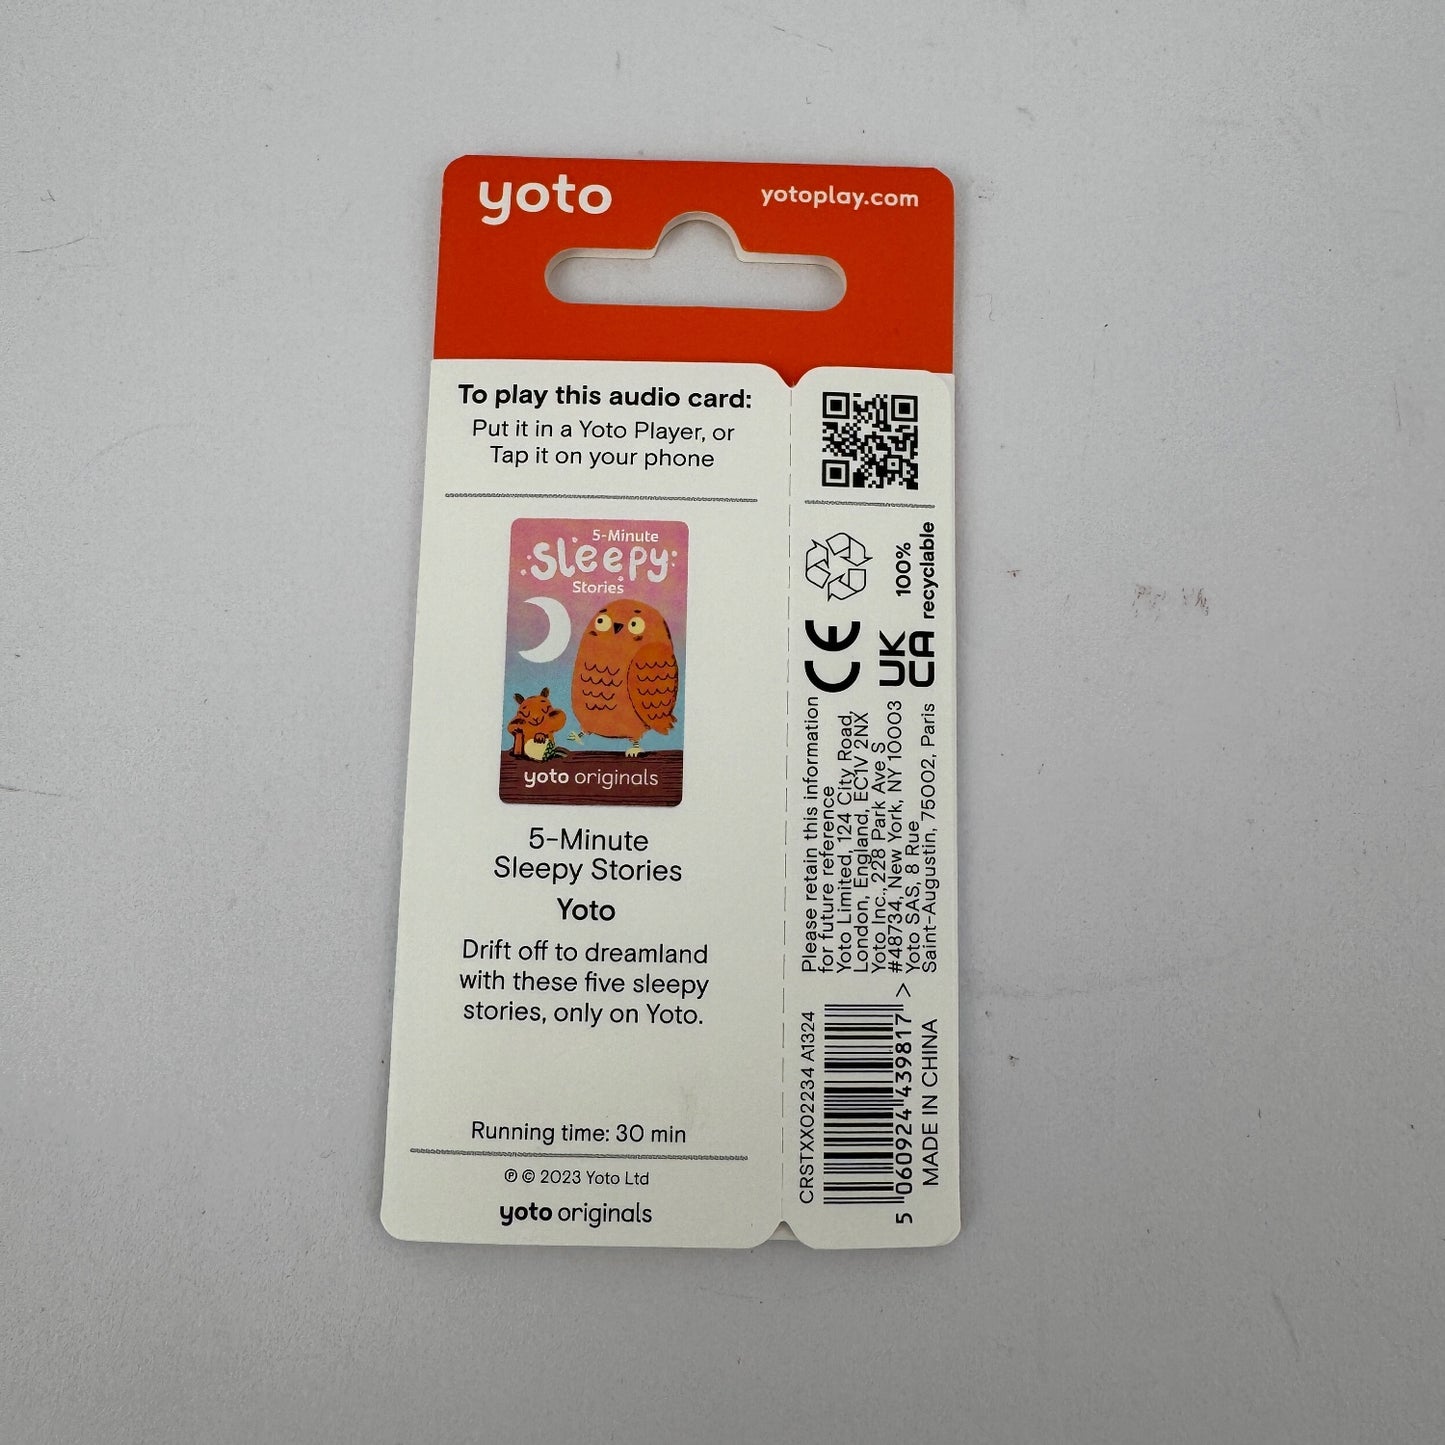 yoto
yotoplay.com
To play this audio card:
Put it in a Yoto Player, or
Tap it on your phone
5-Minute
Sleepy
Stories
yoto originals
5-Minute
Sleepy Stories
Yoto
Drift off to dreamland
with these five sleepy
stories, only on Yoto.
Running time: 30 min
℗ © 2023 Yoto Ltd
yoto originals
100%
recyclable
CE
UK
CA
Please retain this information
for future reference
Yoto Limited, 124 City Road,
London, England, EC1V 2NX
Yoto Inc., 228 Park Ave S
#48734, New York, NY 10003
Yoto SAS, 8 Rue
Saint-Augustin, 75002, Paris
CRSTXX02234 A1324
5 060924 439817 >
MADE IN CHINA